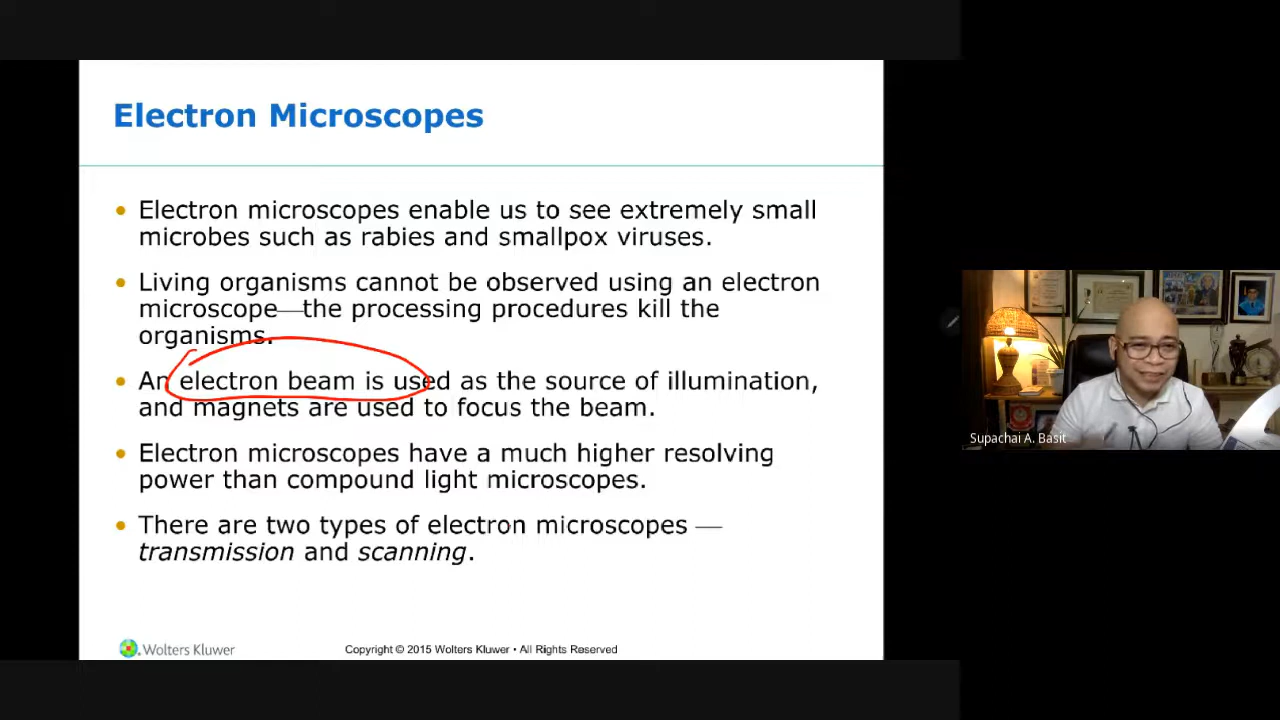 Electron Microscopes
• Electron microscopes enable us to see extremely small
microbes such as rabies and smallpox viruses.
• Living organisms cannot be observed using an electron
microscope—the processing procedures kill the
organisms.
• An electron beam is used as the source of illumination,
and magnets are used to focus the beam.
• Electron microscopes have a much higher resolving
power than compound light microscopes.
• There are two types of electron microscopes —
transmission and scanning.
Wolters Kluwer
Copyright © 2015 Wolters Kluwer • All Rights Reserved
Supachai A. Basit